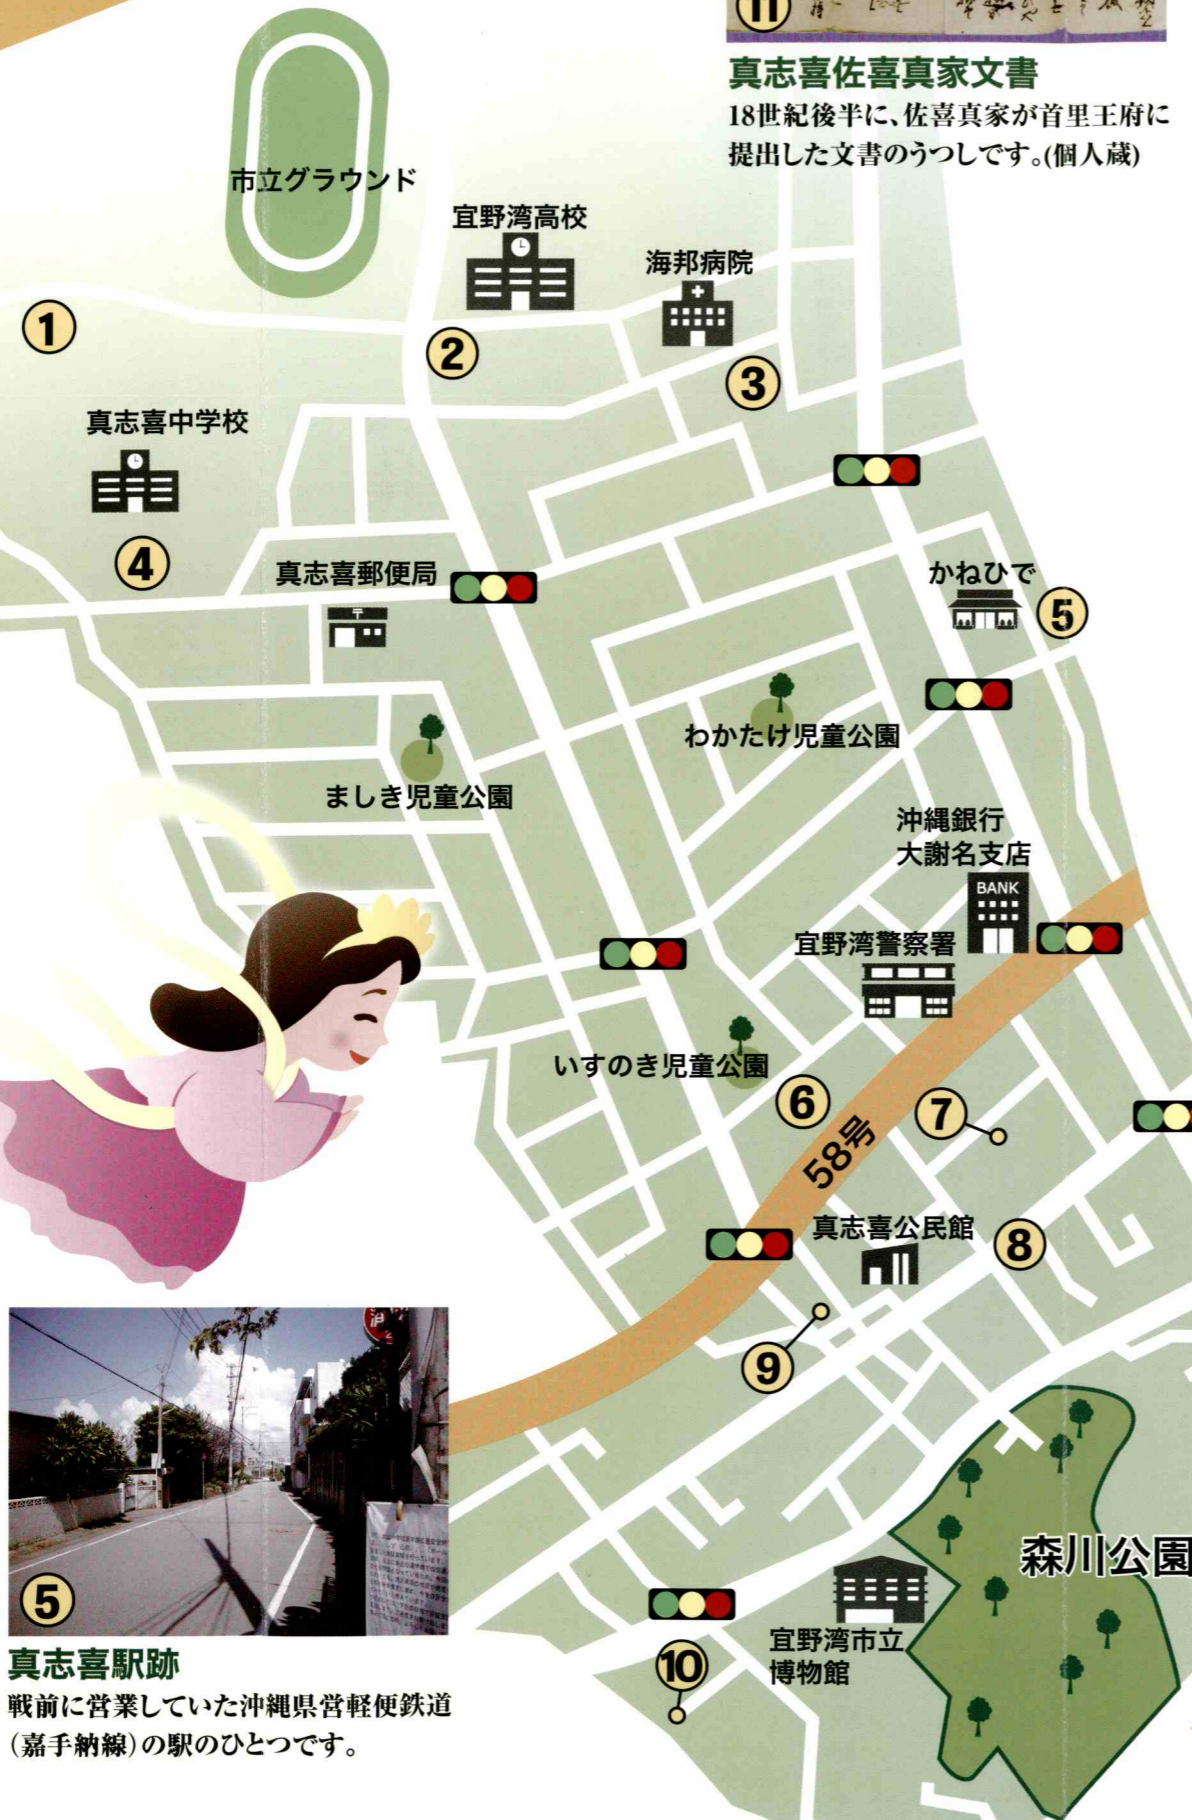 11
真志喜佐喜真家文書
18世紀後半に、佐喜真家が首里王府に
提出した文書のうつしです。(個人蔵)
市立グラウンド
宜野湾高校
海邦病院
1
2
3
真志喜中学校
4
真志喜郵便局
かねひで
5
わかたけ児童公園
ましき児童公園
沖縄銀行
大謝名支店
BANK
宜野湾警察署
いすのき児童公園
6
7
58号
真志喜公民館
8
9
森川公園
宜野湾市立
博物館
10
5
真志喜駅跡
戦前に営業していた沖縄県営軽便鉄道
（嘉手納線）の駅のひとつです。